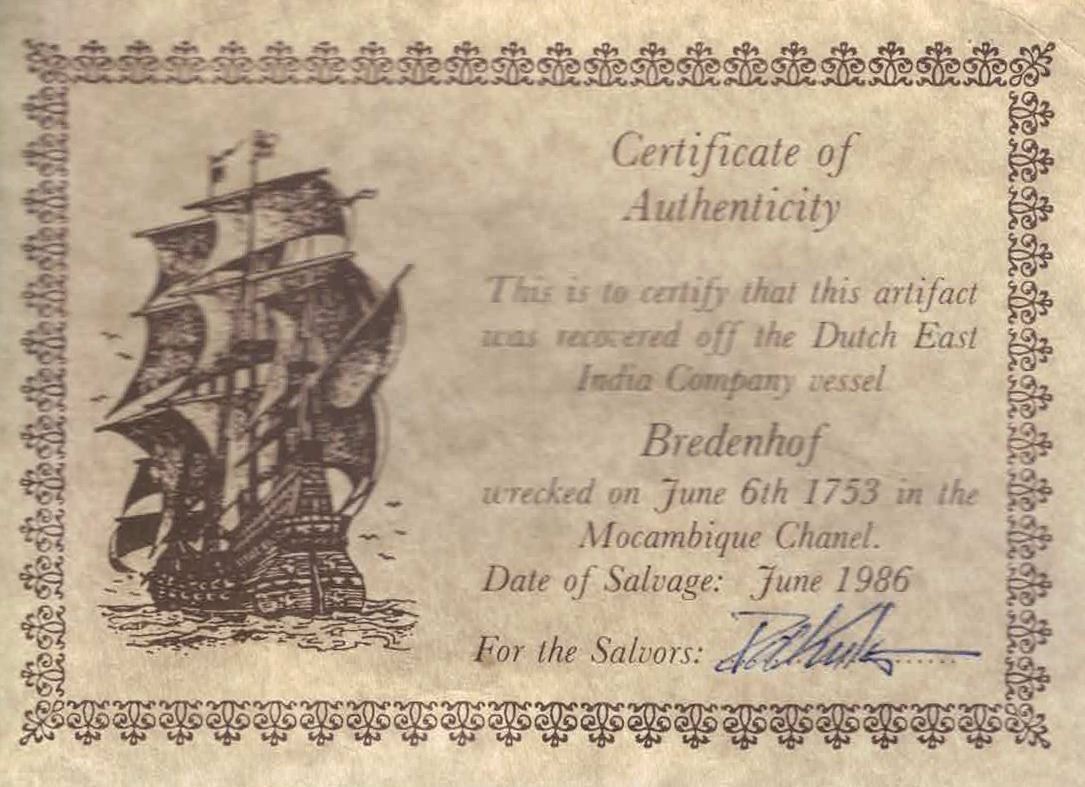 Certificate of
Authenticity
This is to certify that this artifact
was recovered off the Dutch East
India Company vessel
Bredenhof
wrecked on June 6th 1753 in the
Mocambique Chanel.
Date of Salvage: June 1986
For the Salvors: